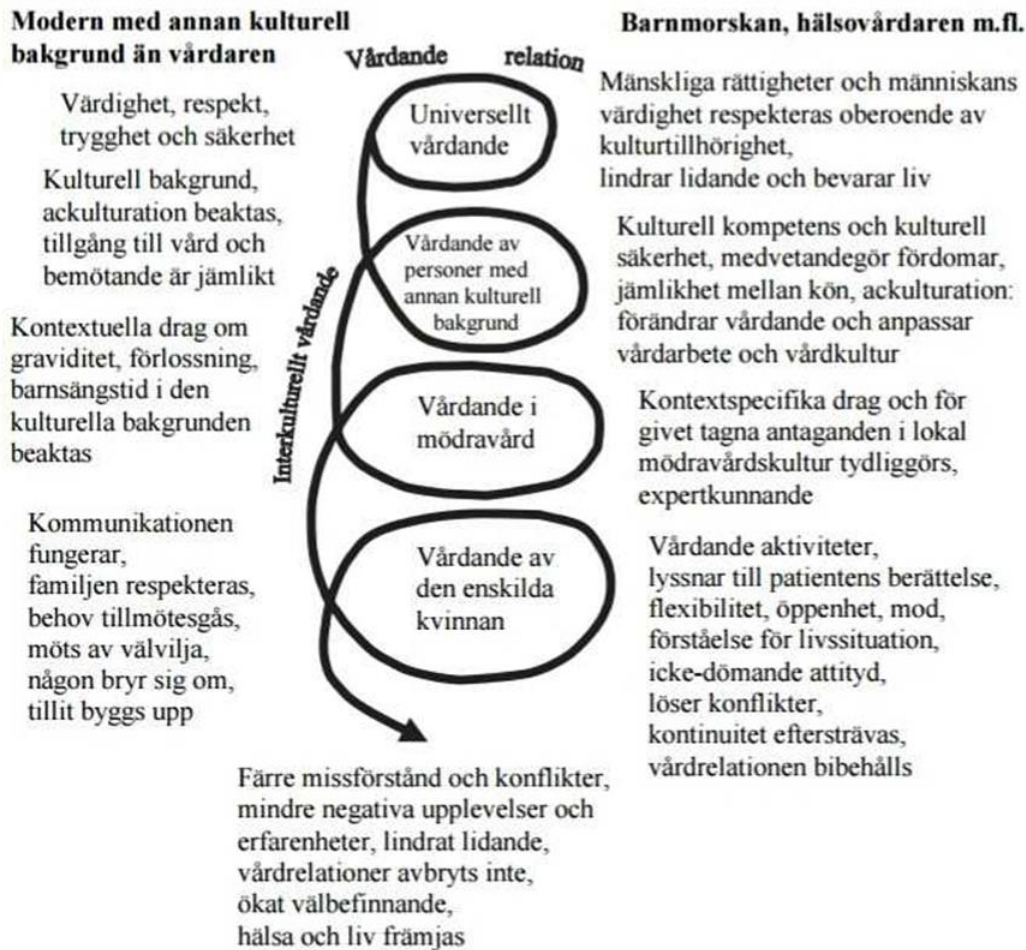 Modern med annan kulturell
bakgrund än vårdaren
Vårdande relation
Barnmorskan, hälsovårdaren m.fl.
Värdighet, respekt,
trygghet och säkerhet
Universellt
vårdande
Mänskliga rättigheter och människans
värdighet respekteras oberoende av
kulturtillhörighet,
lindrar lidande och bevarar liv
Kulturell bakgrund,
ackulturation beaktas,
tillgång till vård och
bemötande är jämlikt
Vårdande av
personer med
annan kulturell
bakgrund
Kulturell kompetens och kulturell
säkerhet, medvetandegör fördomar,
jämlikhet mellan kön, ackulturation:
förändrar vårdande och anpassar
vårdarbete och vårdkultur
Interkulturellt vårdande
Kontextuella drag om
graviditet, förlossning,
barnsängstid i den
kulturella bakgrunden
beaktas
Vårdande i
mödravård
Kontextspecifika drag och för
givet tagna antaganden i lokal
mödravårdskultur tydliggörs,
expertkunnande
Kommunikationen
fungerar,
familjen respekteras,
behov tillmötesgås,
möts av välvilja,
någon bryr sig om,
tillit byggs upp
Vårdande av
den enskilda
kvinnan
Vårdande aktiviteter,
lyssnar till patientens berättelse,
flexibilitet, öppenhet, mod,
förståelse för livssituation,
icke-dömande attityd,
löser konflikter,
kontinuitet eftersträvas,
vårdrelationen bibehålls
Färre missförstånd och konflikter,
mindre negativa upplevelser och
erfarenheter, lindrat lidande,
vårdrelationer avbryts inte,
ökat välbefinnande,
hälsa och liv främjas